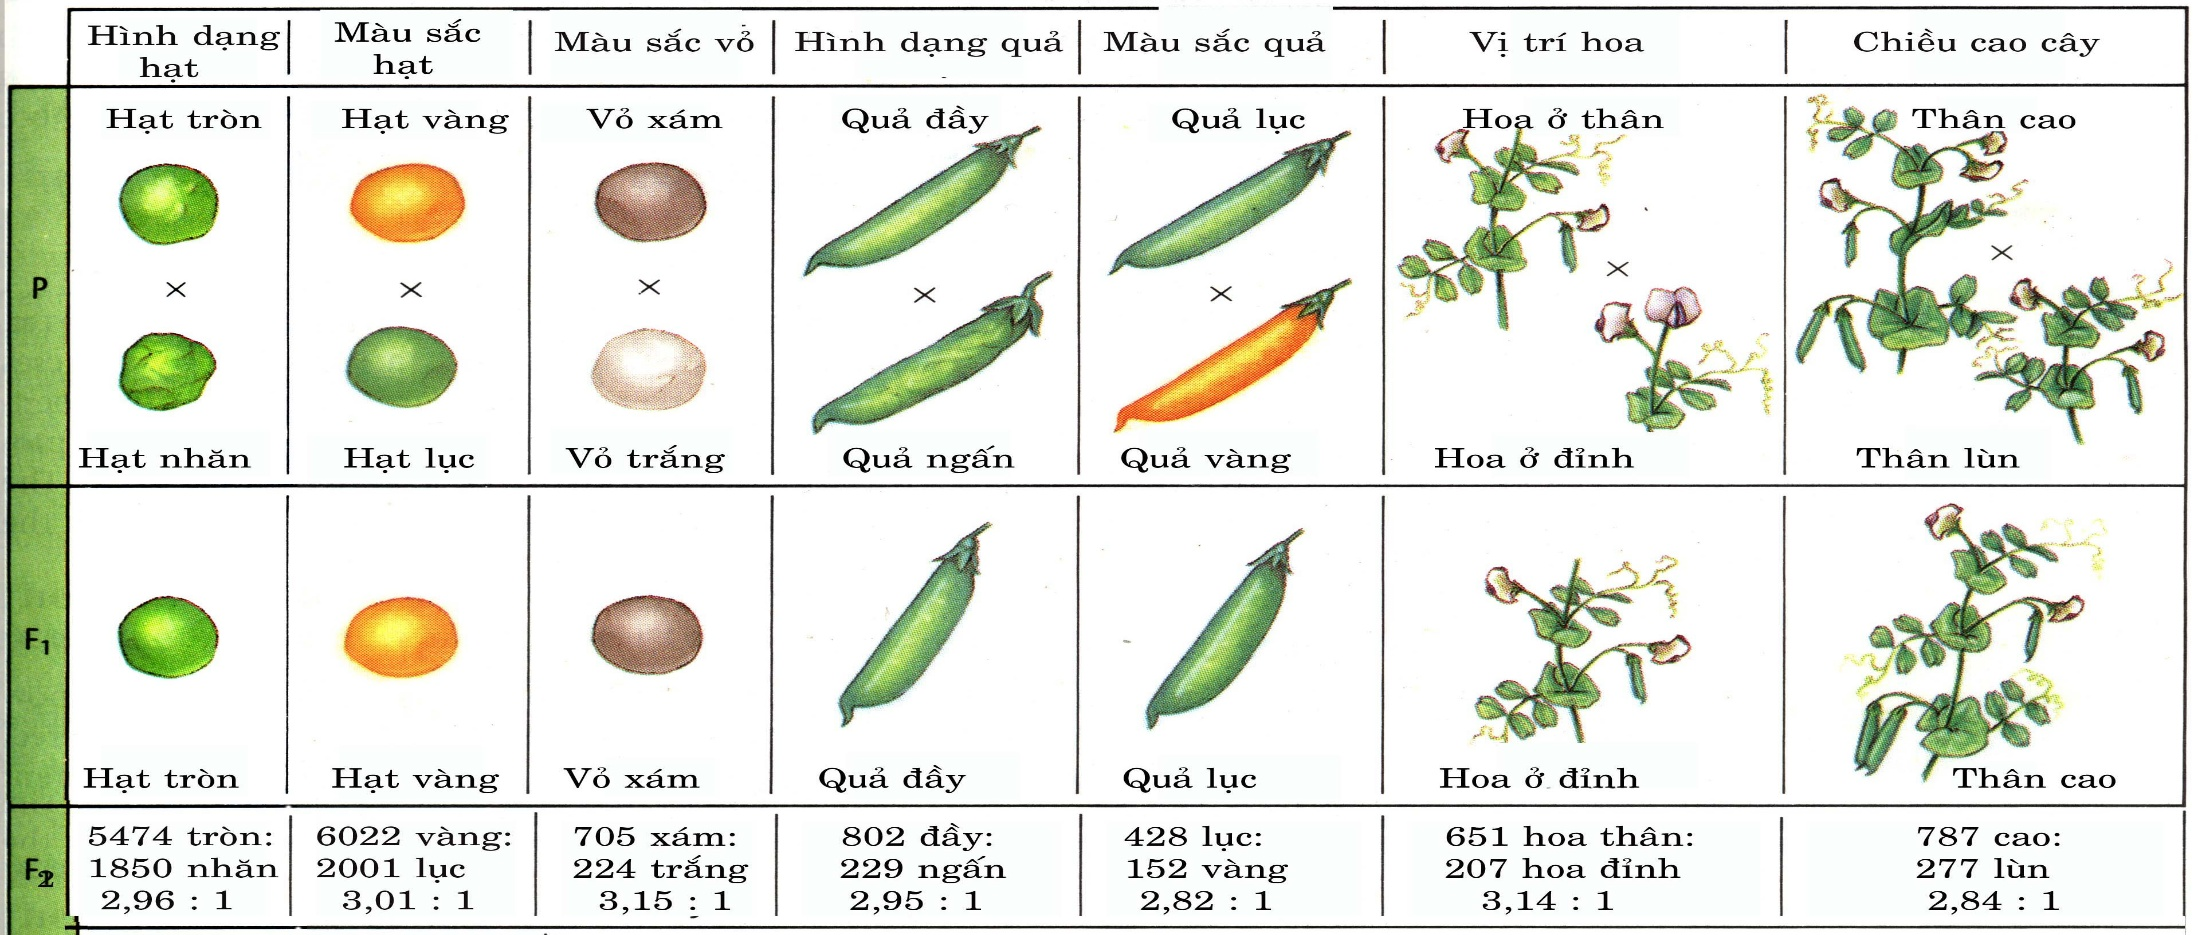 Hình dạng hạt
Màu sắc hạt
Màu sắc vỏ
Hình dạng quả
Màu sắc quả
Vị trí hoa
Chiều cao cây
P
Hạt tròn
Hạt vàng
Vỏ xám
Quả đầy
Quả lục
Hoa ở thân
Thân cao
×
×
×
×
×
×
×
Hạt nhăn
Hạt lục
Vỏ trắng
Quả ngấn
Quả vàng
Hoa ở đỉnh
Thân lùn
F₁
Hạt tròn
Hạt vàng
Vỏ xám
Quả đầy
Quả lục
Hoa ở đỉnh
Thân cao
F₂
5474 tròn:
1850 nhăn
2,96 : 1
6022 vàng:
2001 lục
3,01 : 1
705 xám:
224 trắng
3,15 : 1
802 đầy:
229 ngấn
2,95 : 1
428 lục:
152 vàng
2,82 : 1
651 hoa thân:
207 hoa đỉnh
3,14 : 1
787 cao:
277 lùn
2,84 : 1